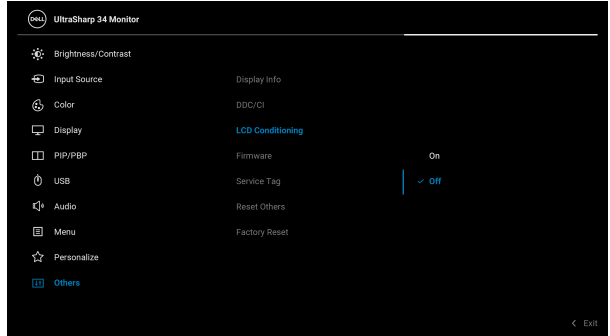 DELL UltraSharp 34 Monitor
Brightness/Contrast
Input Source
Color
Display
PIP/PBP
USB
Audio
Menu
Personalize
Others
Display Info
DDC/CI
LCD Conditioning
Firmware
Service Tag
Reset Others
Factory Reset
On
Off
Exit